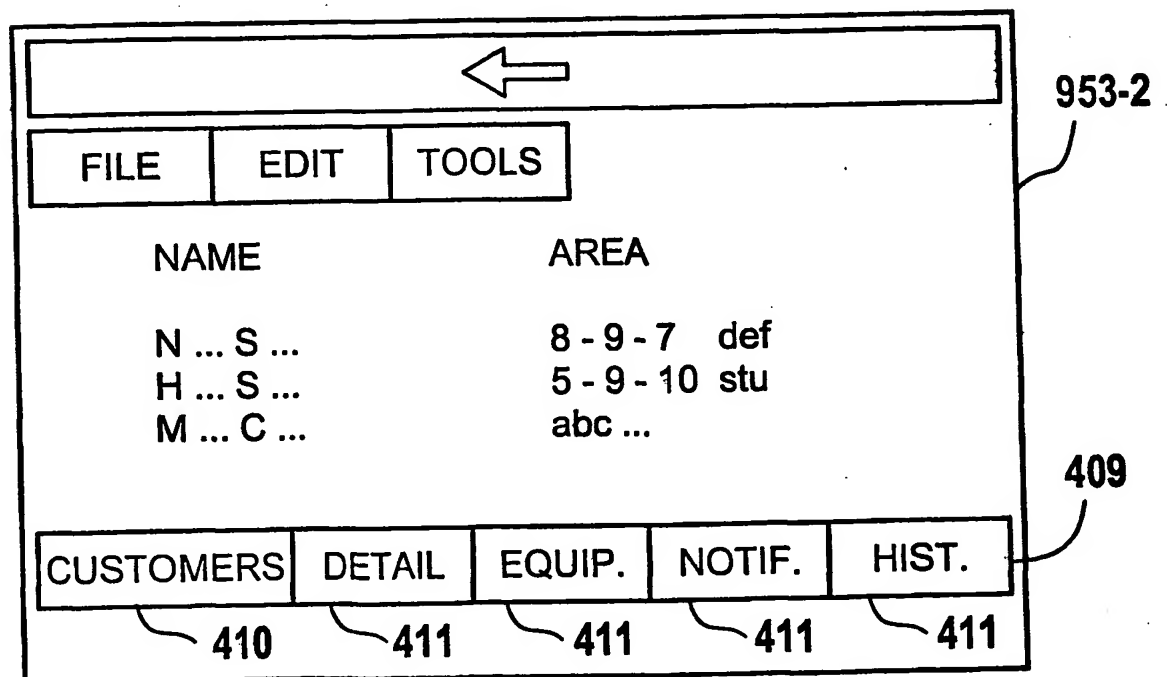 953-2
FILE EDIT TOOLS
NAME AREA
N ... S ... 8 - 9 - 7 def
H ... S ... 5 - 9 - 10 stu
M ... C ... abc ...
409
CUSTOMERS DETAIL EQUIP. NOTIF. HIST.
410 411 411 411 411